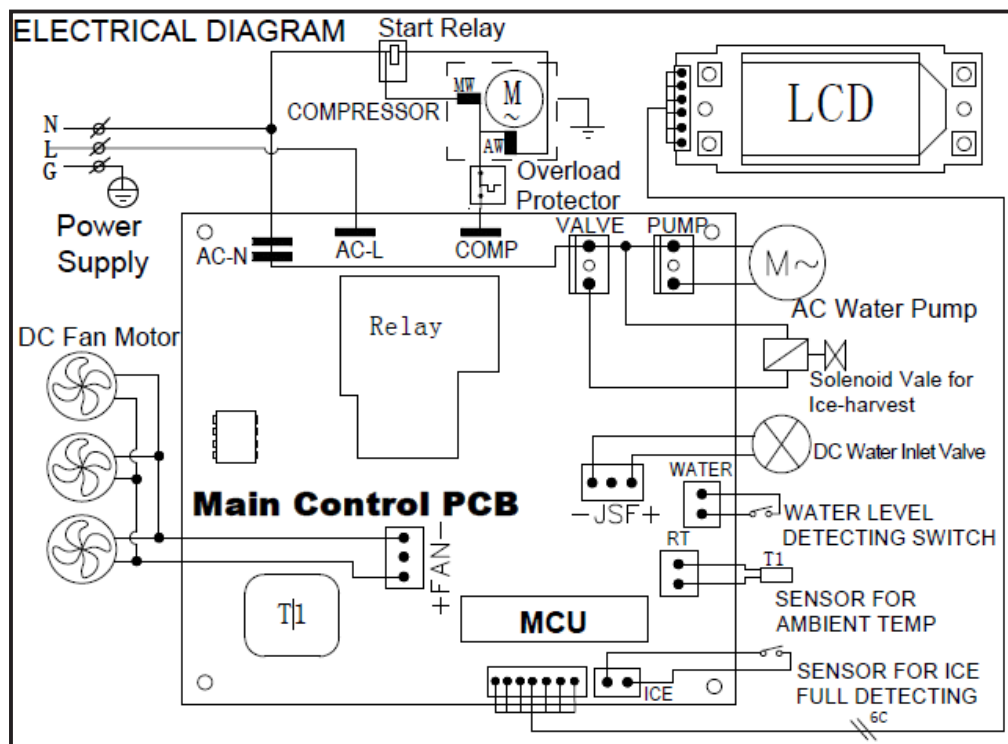 ELECTRICAL DIAGRAM
Start Relay
LCD
MW
M
~
COMPRESSOR
AW
N
L
G
Overload
Protector
Power
Supply
AC-N
AC-L
COMP
VALVE
PUMP
M~
AC Water Pump
Relay
DC Fan Motor
Solenoid Vale for
Ice-harvest
DC Water Inlet Valve
WATER
Main Control PCB
-JSF+
WATER LEVEL
DETECTING SWITCH
RT
T1
+FAN-
SENSOR FOR
AMBIENT TEMP
T1
MCU
SENSOR FOR ICE
FULL DETECTING
ICE
6C